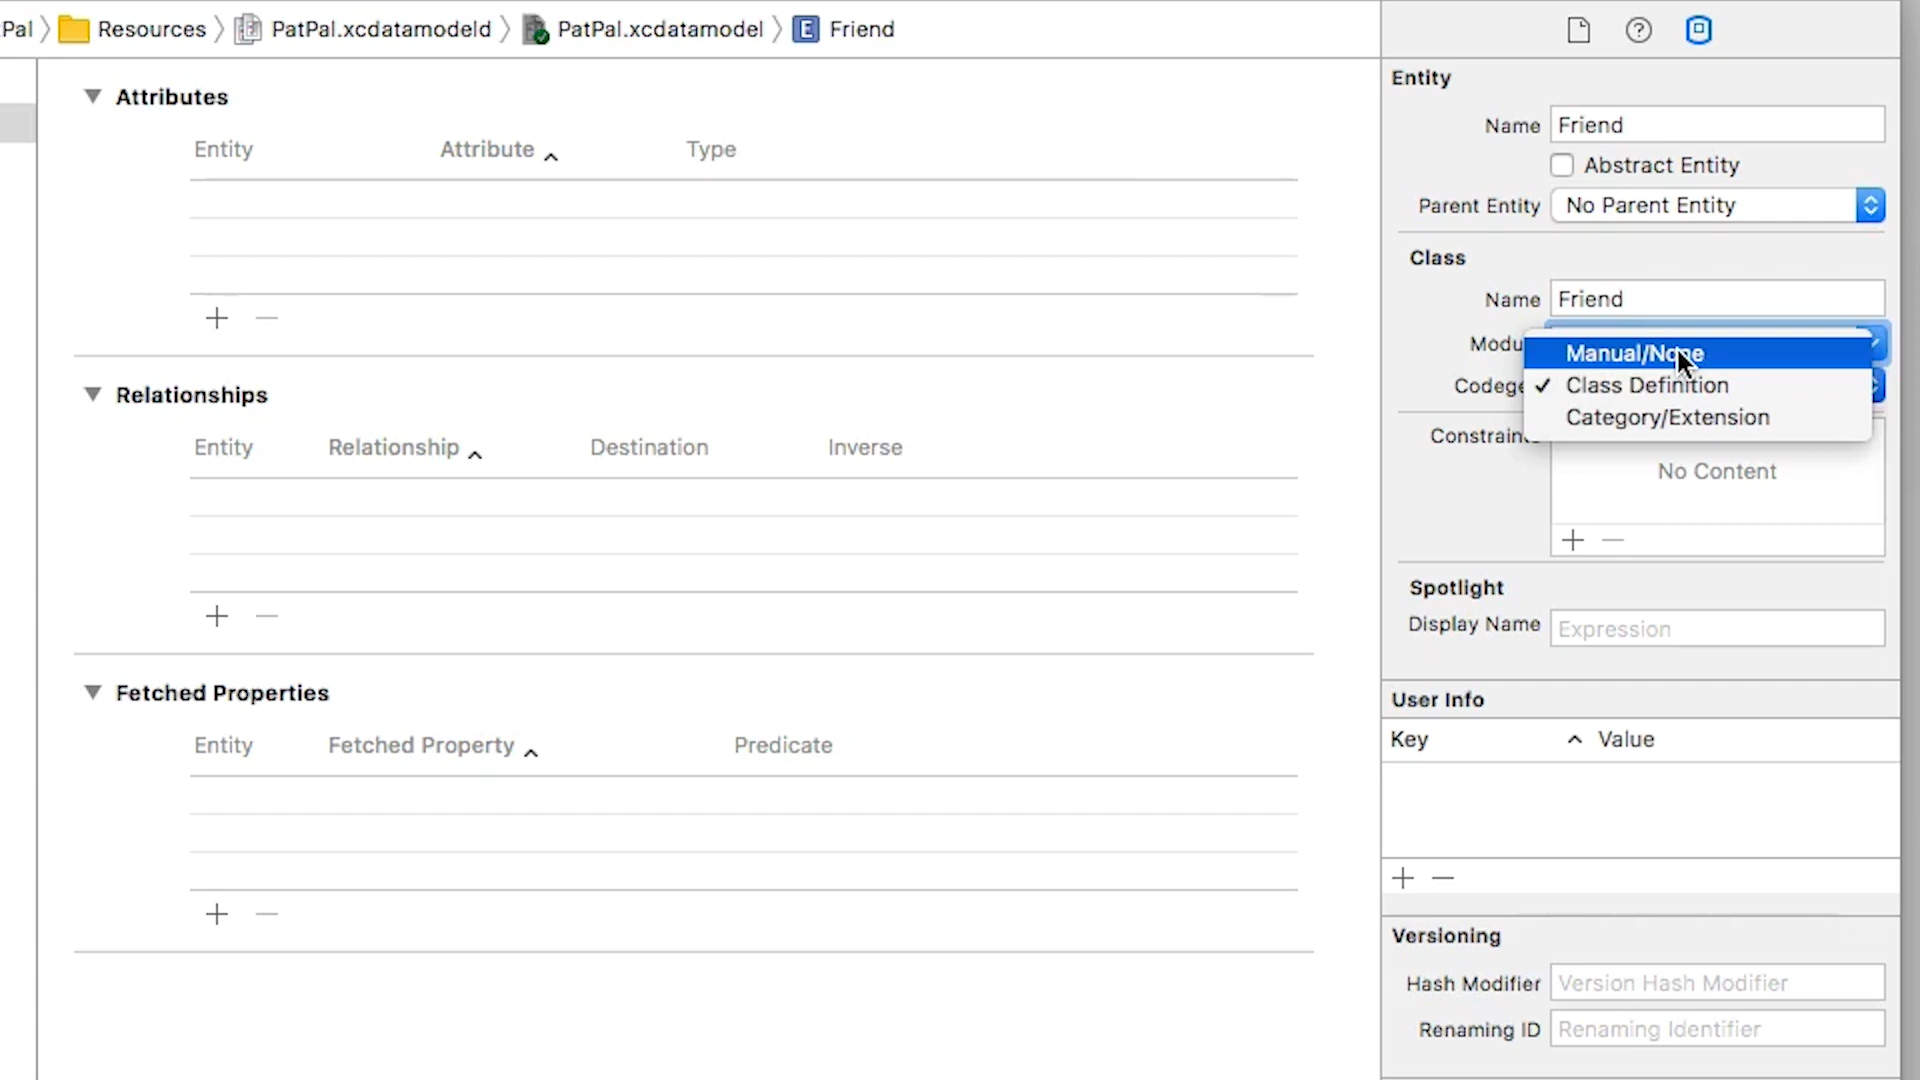 Pal
Resources
PatPal.xcdatamodeld
PatPal.xcdatamodel
E
Friend
Attributes
Entity
Attribute
Type
Relationships
Entity
Relationship
Destination
Inverse
Fetched Properties
Entity
Fetched Property
Predicate
Entity
Name
Friend
Abstract Entity
Parent Entity
No Parent Entity
Class
Name
Friend
Modu
Manual/None
Codege
Class Definition
Category/Extension
Constraint
No Content
Spotlight
Display Name
Expression
User Info
Key
Value
Versioning
Hash Modifier
Version Hash Modifier
Renaming ID
Renaming Identifier